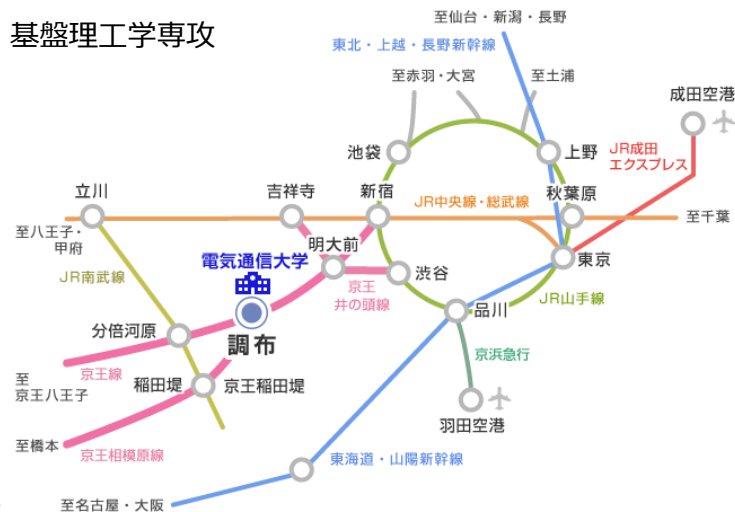 基盤理工学専攻
至仙台・新潟・長野
東北・上越・長野新幹線
至赤羽・大宮
至土浦
成田空港
池袋
上野
JR成田
エクスプレス
立川
吉祥寺
新宿
JR中央線・総武線
秋葉原
至千葉
至八王子・
甲府
明大前
電気通信大学
東京
JR南武線
渋谷
京王
井の頭線
JR山手線
品川
分倍河原
調布
京浜急行
至
京王八王子
京王線
稲田堤
京王稲田堤
羽田空港
至橋本
京王相模原線
東海道・山陽新幹線
至名古屋・大阪